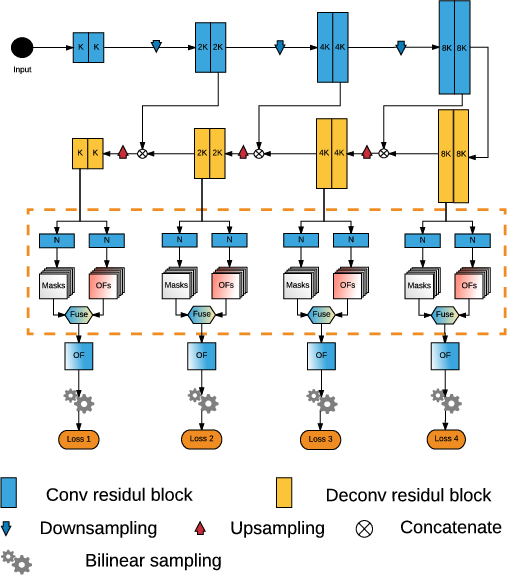 K K 2K 2K 4K 4K 8K 8K
Input
K K 2K 2K 4K 4K 8K 8K
N N N N N N N N
Masks OFs Masks OFs Masks OFs Masks OFs
Fuse Fuse Fuse Fuse
OF OF OF OF
Loss 1 Loss 2 Loss 3 Loss 4
Conv residul block Deconv residul block
Downsampling Upsampling Concatenate
Bilinear sampling